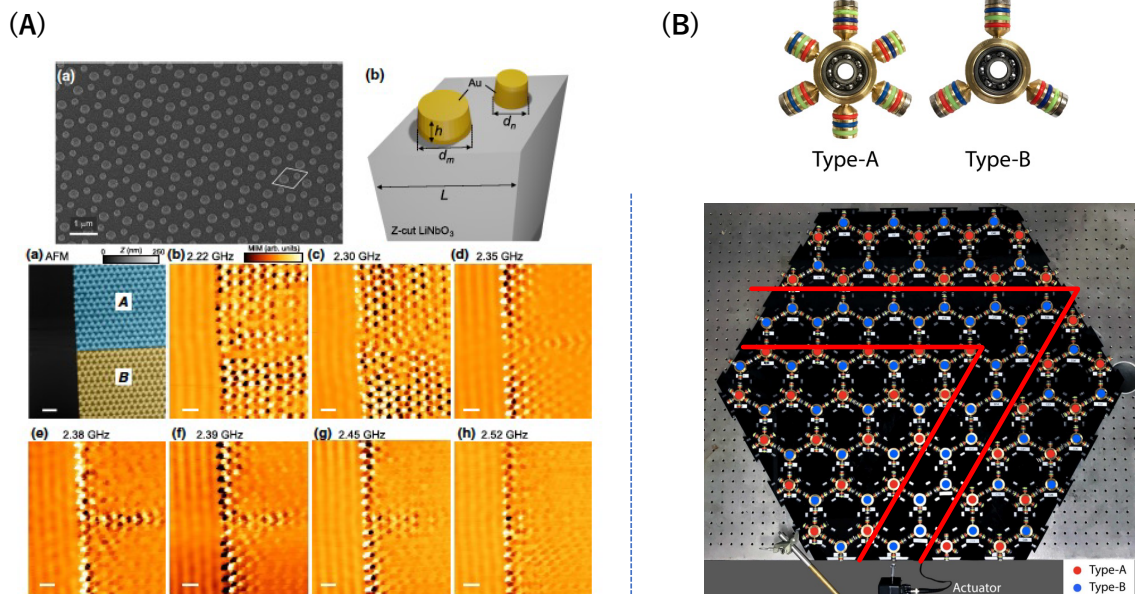 (A)
(a)
1 μm
(b)
Au
h
d_m
d_n
L
Z-cut LiNbO₃
(a) AFM
0 Z (nm) 250
A
B
(b) 2.22 GHz
MIM (arb. units)
(c) 2.30 GHz
(d) 2.35 GHz
(e) 2.38 GHz
(f) 2.39 GHz
(g) 2.45 GHz
(h) 2.52 GHz
(B)
Type-A
Type-B
Actuator
Type-A
Type-B